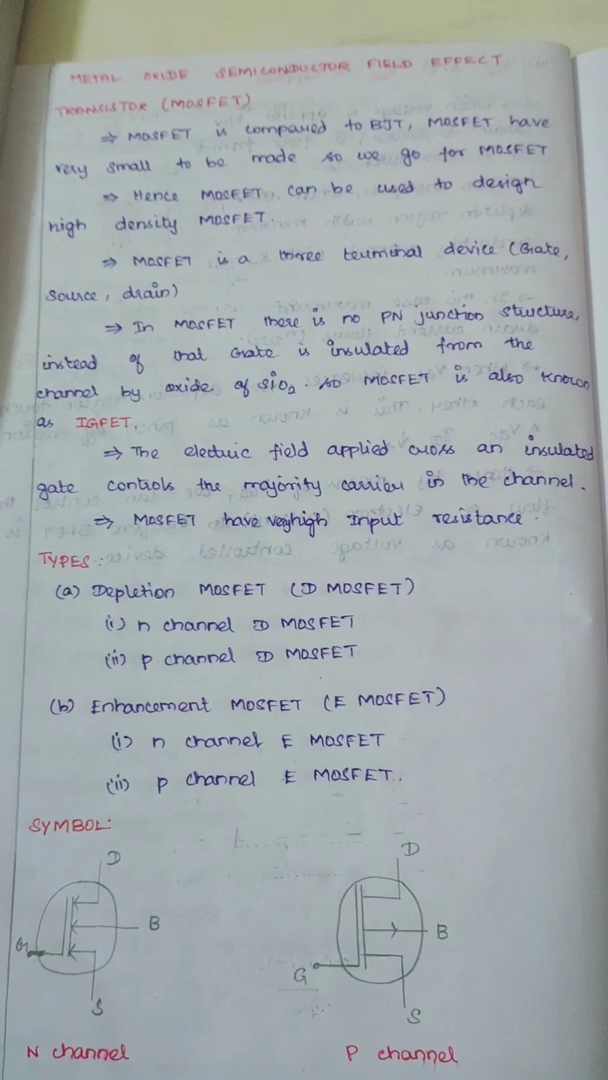 METAL OXIDE SEMICONDUCTOR FIELD EFFECT
TRANSISTOR (MOSFET)
⇒ MOSFET is compared to BJT, MOSFET have
very small to be made so we go for MOSFET
⇒ Hence MOSFET can be used to design
high density MOSFET.
⇒ MOSFET is a three terminal device (Gate,
source, drain)
⇒ In MOSFET there is no PN junction structure,
instead of that Gate is insulated from the
channel by oxide of SiO2. so MOSFET is also known
as IGFET.
⇒ The electric field applied cross an insulated
gate controls the majority carrier in the channel.
⇒ MOSFET have very high Input resistance.
TYPES:
(a) Depletion MOSFET (D MOSFET)
(i) n channel D MOSFET
(ii) p channel D MOSFET
(b) Enhancement MOSFET (E MOSFET)
(i) n channel E MOSFET
(ii) p channel E MOSFET.
SYMBOL:
D D
G B G B
S S
N channel P channel